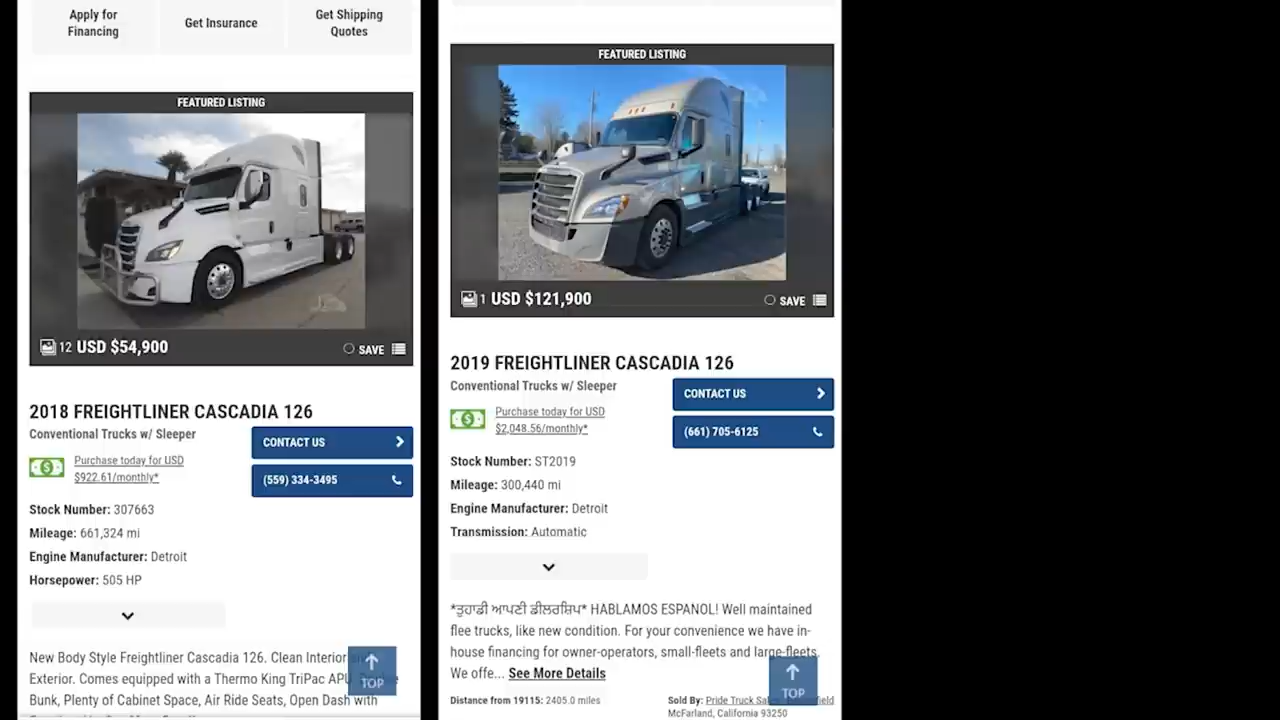 Apply for
Financing
Get Insurance
Get Shipping
Quotes
FEATURED LISTING
12 USD $54,900
SAVE
2018 FREIGHTLINER CASCADIA 126
Conventional Trucks w/ Sleeper
CONTACT US
Purchase today for USD
$922.61/monthly*
(559) 334-3495
Stock Number: 307663
Mileage: 661,324 mi
Engine Manufacturer: Detroit
Horsepower: 505 HP
New Body Style Freightliner Cascadia 126. Clean Interior
Exterior. Comes equipped with a Thermo King TriPac APU
Bunk, Plenty of Cabinet Space, Air Ride Seats, Open Dash with
TOP
FEATURED LISTING
1 USD $121,900
SAVE
2019 FREIGHTLINER CASCADIA 126
Conventional Trucks w/ Sleeper
CONTACT US
Purchase today for USD
$2,048.56/monthly*
(661) 705-6125
Stock Number: ST2019
Mileage: 300,440 mi
Engine Manufacturer: Detroit
Transmission: Automatic
*ਤੁਹਾਡੀ ਆਪਣੀ ਡੀਲਰਸ਼ਿਪ* HABLAMOS ESPANOL! Well maintained
flee trucks, like new condition. For your convenience we have in-
house financing for owner-operators, small-fleets and large-fleets.
We offe... See More Details
TOP
Distance from 19115: 2405.0 miles
Sold By: Pride Truck
McFarland, California 93250